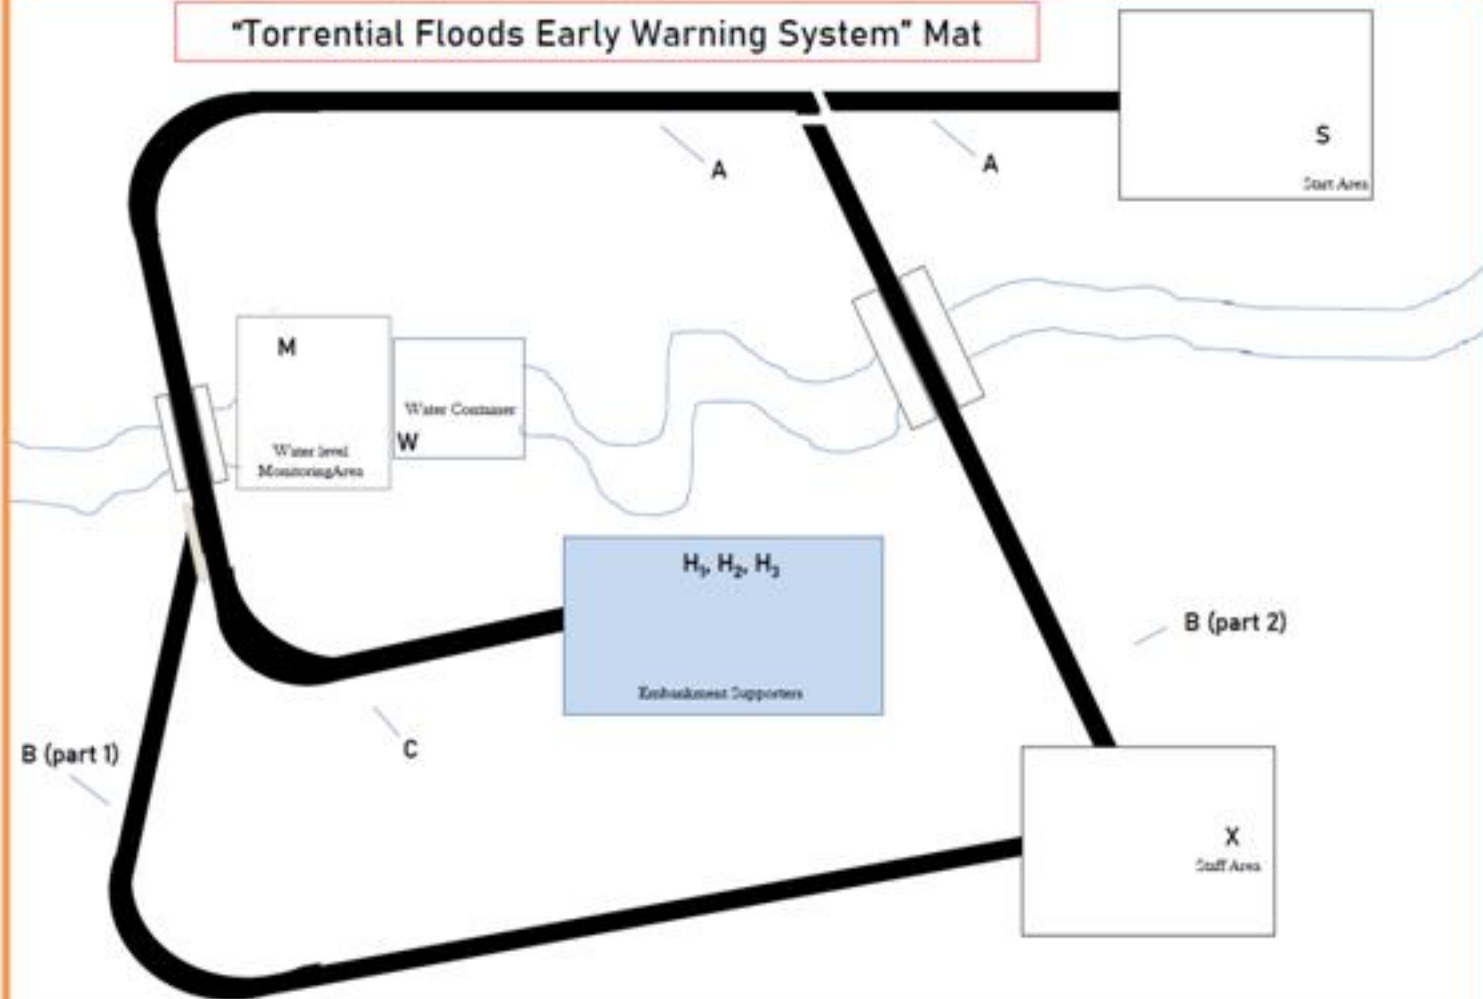 "Torrential Floods Early Warning System" Mat
S
Start Area
A
A
M
Water level
MonitoringArea
Water Container
W
H₁, H₂, H₃
Embankment Supporters
B (part 2)
B (part 1)
C
X
Staff Area